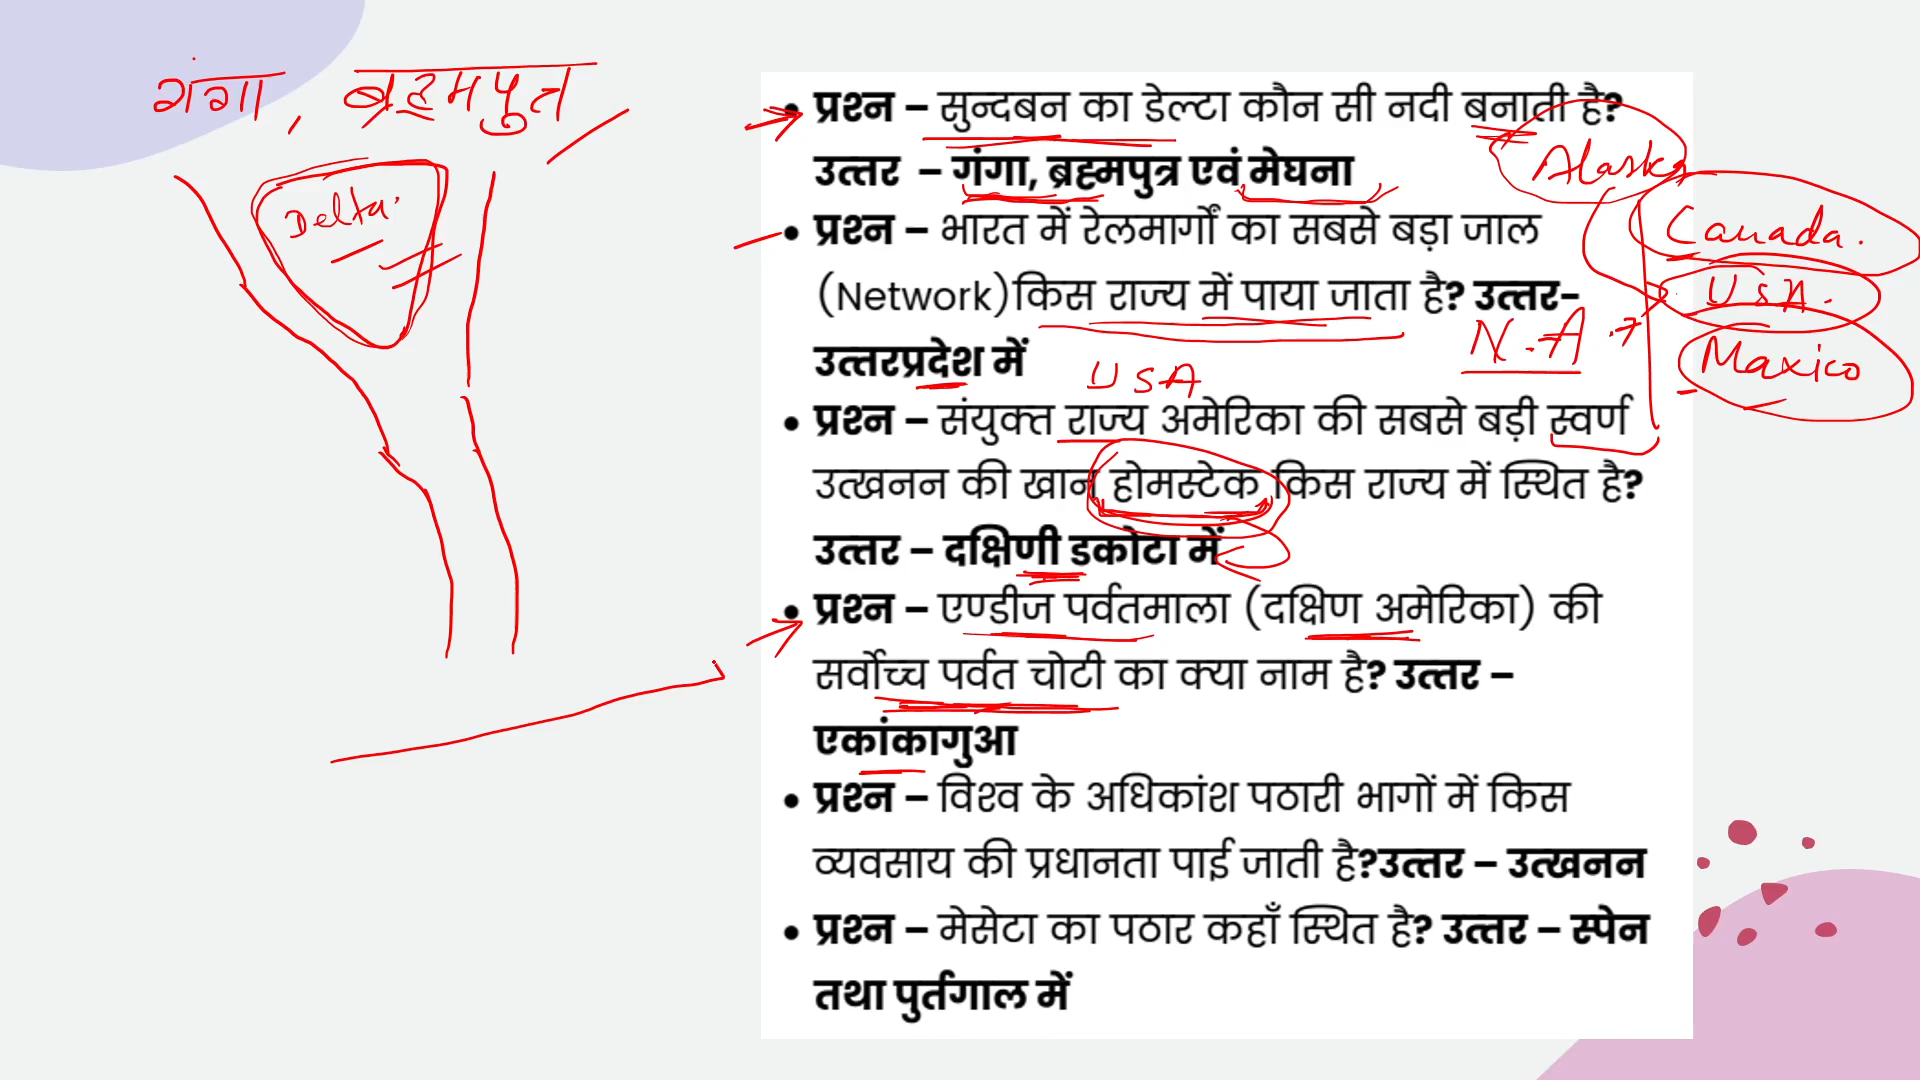 गंगा, ब्रहमपुत्र
Delta.
• प्रश्न – सुन्दबन का डेल्टा कौन सी नदी बनाती है?
उत्तर – गंगा, ब्रह्मपुत्र एवं मेघना
• प्रश्न – भारत में रेलमार्गों का सबसे बड़ा जाल
(Network)किस राज्य में पाया जाता है? उत्तर–
उत्तरप्रदेश में
• प्रश्न – संयुक्त राज्य अमेरिका की सबसे बड़ी स्वर्ण
उत्खनन की खान होमस्टेक किस राज्य में स्थित है?
उत्तर – दक्षिणी डकोटा में
• प्रश्न – एण्डीज पर्वतमाला (दक्षिण अमेरिका) की
सर्वोच्च पर्वत चोटी का क्या नाम है? उत्तर –
एकांकागुआ
• प्रश्न – विश्व के अधिकांश पठारी भागों में किस
व्यवसाय की प्रधानता पाई जाती है?उत्तर – उत्खनन
• प्रश्न – मेसेटा का पठार कहाँ स्थित है? उत्तर – स्पेन
तथा पुर्तगाल में
Alaska
Canada.
USA.
N.A.
Maxico
USA